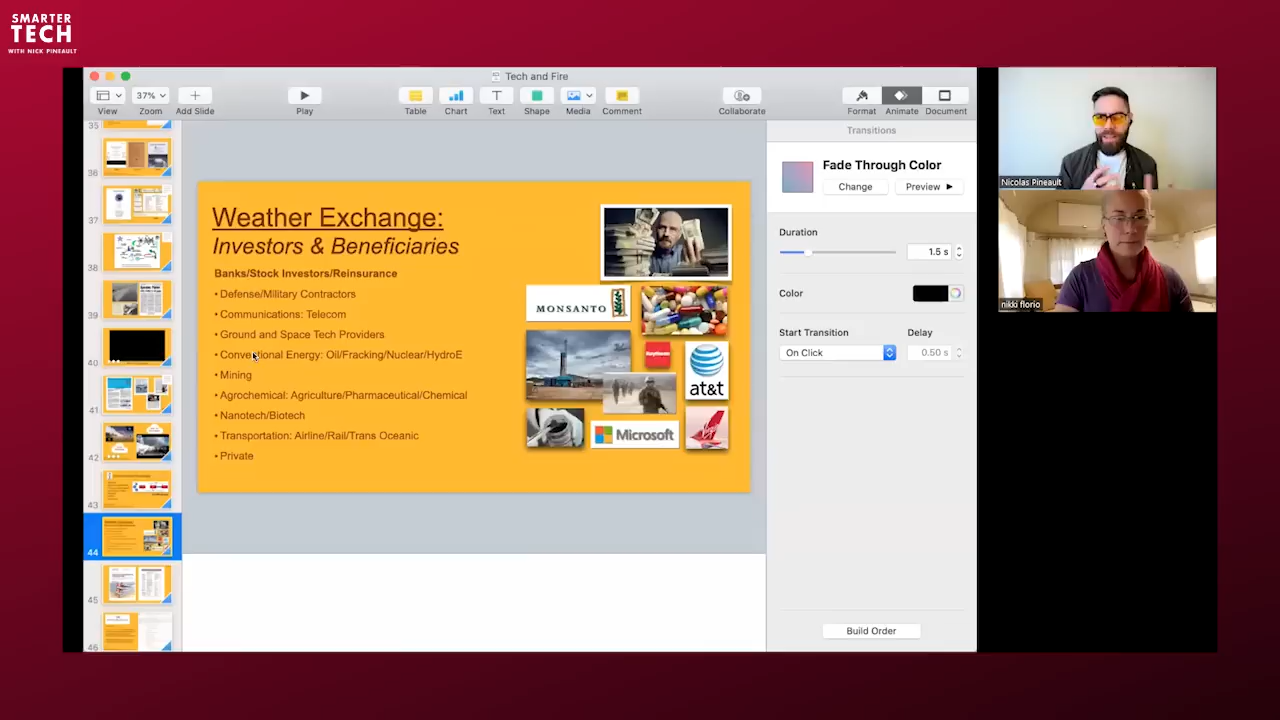 SMARTER
TECH
WITH NICK PINEAULT
Tech and Fire
37%
View
Zoom
Add Slide
Play
Table
Chart
Text
Shape
Media
Comment
Collaborate
Format
Animate
Document
35
36
37
38
39
40
41
42
43
44
45
46
Weather Exchange:
Investors & Beneficiaries
Banks/Stock Investors/Reinsurance
• Defense/Military Contractors
• Communications: Telecom
• Ground and Space Tech Providers
• Conventional Energy: Oil/Fracking/Nuclear/HydroE
• Mining
• Agrochemical: Agriculture/Pharmaceutical/Chemical
• Nanotech/Biotech
• Transportation: Airline/Rail/Trans Oceanic
• Private
MONSANTO
Raytheon
at&t
Microsoft
Transitions
Fade Through Color
Change
Preview
Duration
1.5 s
Color
Start Transition
Delay
On Click
0.50 s
Build Order
Nicolas Pineault
nikki florio